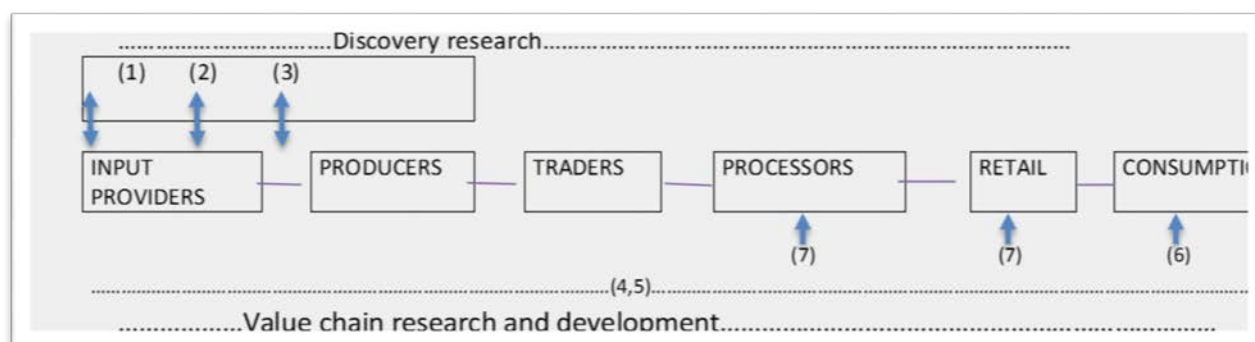 ..................................Discovery research..........................................................................................
(1) (2) (3)
INPUT PROVIDERS PRODUCERS TRADERS PROCESSORS RETAIL CONSUMPTI
(7) (7) (6)
..........................................................................................(4,5)..........................................................................................
..................Value chain research and development..........................................................................